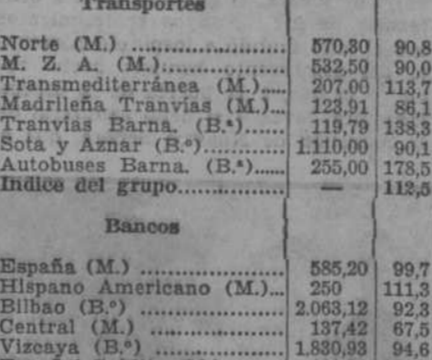 Transportes
Norte (M.) ........................ 570,30 90,8
M. Z. A. (M.)................... 532,50 90,0
Transmediterránea (M.)..... 207.00 113,7
Madrileña Tranvías (M.)... 123,91 86,1
Tranvías Barna. (B.ª)...... 119,79 138,3
Sota y Aznar (B.º)............ 1.110,00 90,1
Autobuses Barna. (B.ª)...... 255,00 178,5
Indice del grupo............... — 112,5
Bancos
España (M.) ..................... 585,20 99,7
Hispano Americano (M.)... 250 111,3
Bilbao (B.º) ...................... 2.063,12 92,3
Central (M.) .................... 137,42 67,5
Vizcaya (B.º) ................... 1.830,93 94,6